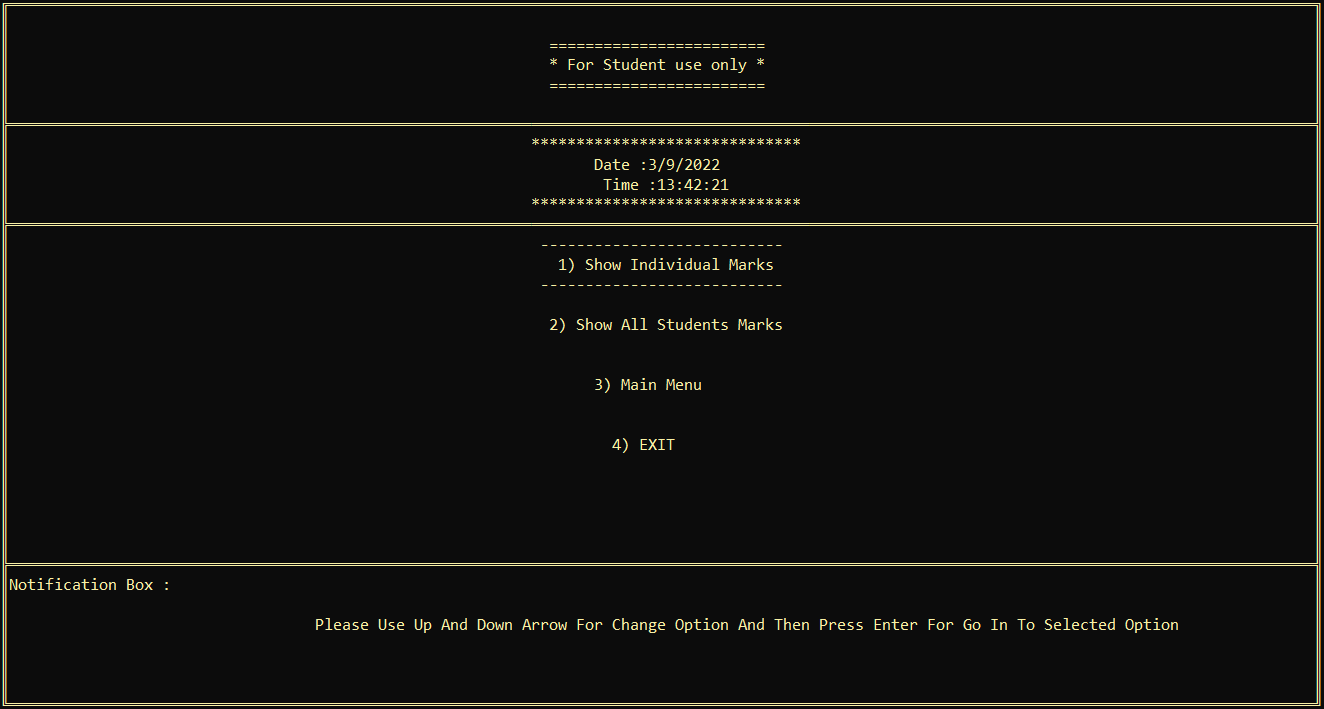 ========================
* For Student use only *
========================
******************************
Date :3/9/2022
Time :13:42:21
******************************
---------------------------
1) Show Individual Marks
---------------------------
2) Show All Students Marks
3) Main Menu
4) EXIT
Notification Box :
Please Use Up And Down Arrow For Change Option And Then Press Enter For Go In To Selected Option